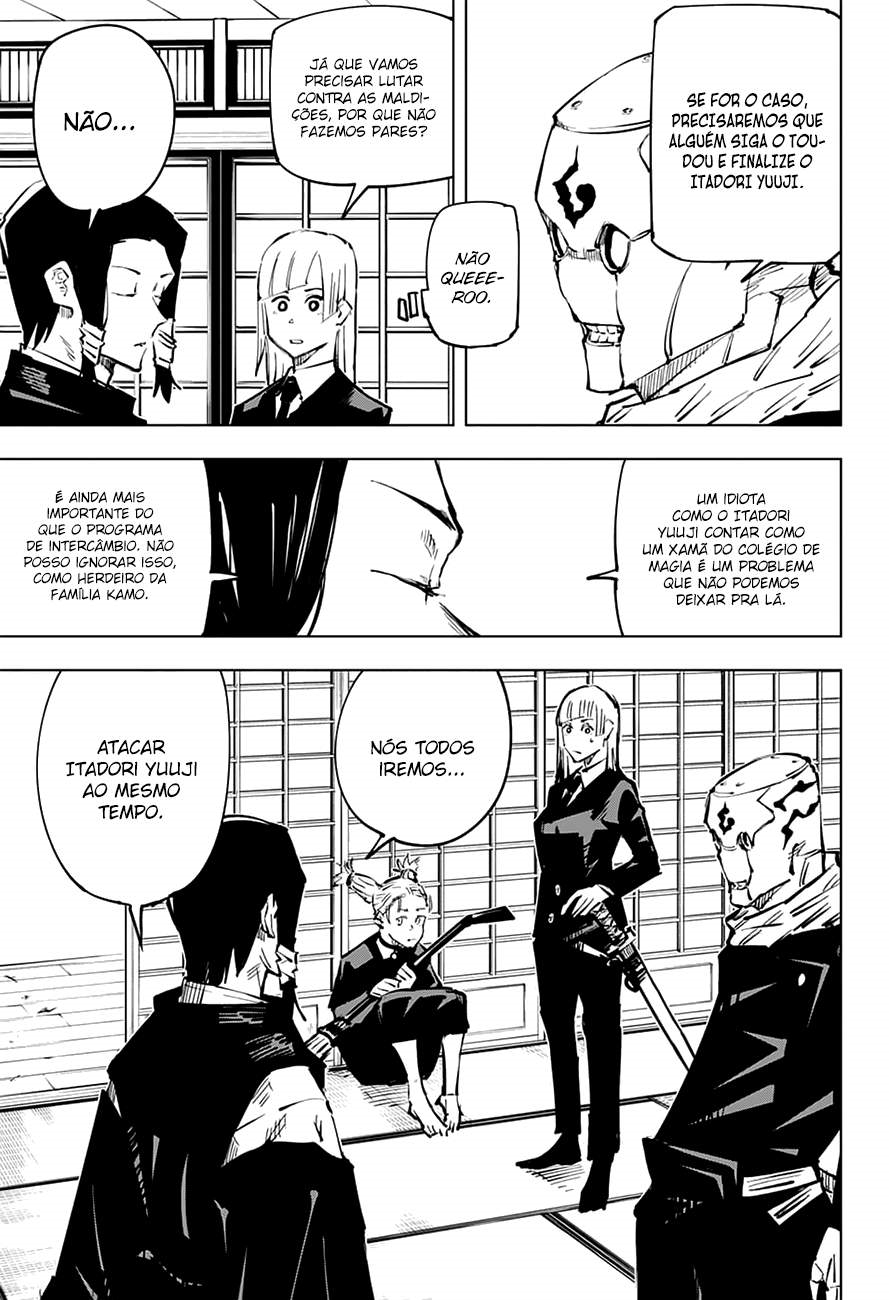 SE FOR O CASO,
PRECISAREMOS QUE
ALGUÉM SIGA O TOU-
DOU E FINALIZE O
ITADORI YUUJI.
NÃO
QUEEE-
ROO.
JÁ QUE VAMOS
PRECISAR LUTAR
CONTRA AS MALDI-
ÇÕES, POR QUE NÃO
FAZEMOS PARES?
NÃO...
UM IDIOTA
COMO O ITADORI
YUUJI CONTAR COMO
UM XAMÃ DO COLÉGIO DE
MAGIA É UM PROBLEMA
QUE NÃO PODEMOS
DEIXAR PRA LÁ.
É AINDA MAIS
IMPORTANTE DO
QUE O PROGRAMA
DE INTERCÂMBIO. NÃO
POSSO IGNORAR ISSO,
COMO HERDEIRO DA
FAMÍLIA KAMO.
NÓS TODOS
IREMOS...
ATACAR
ITADORI YUUJI
AO MESMO
TEMPO.